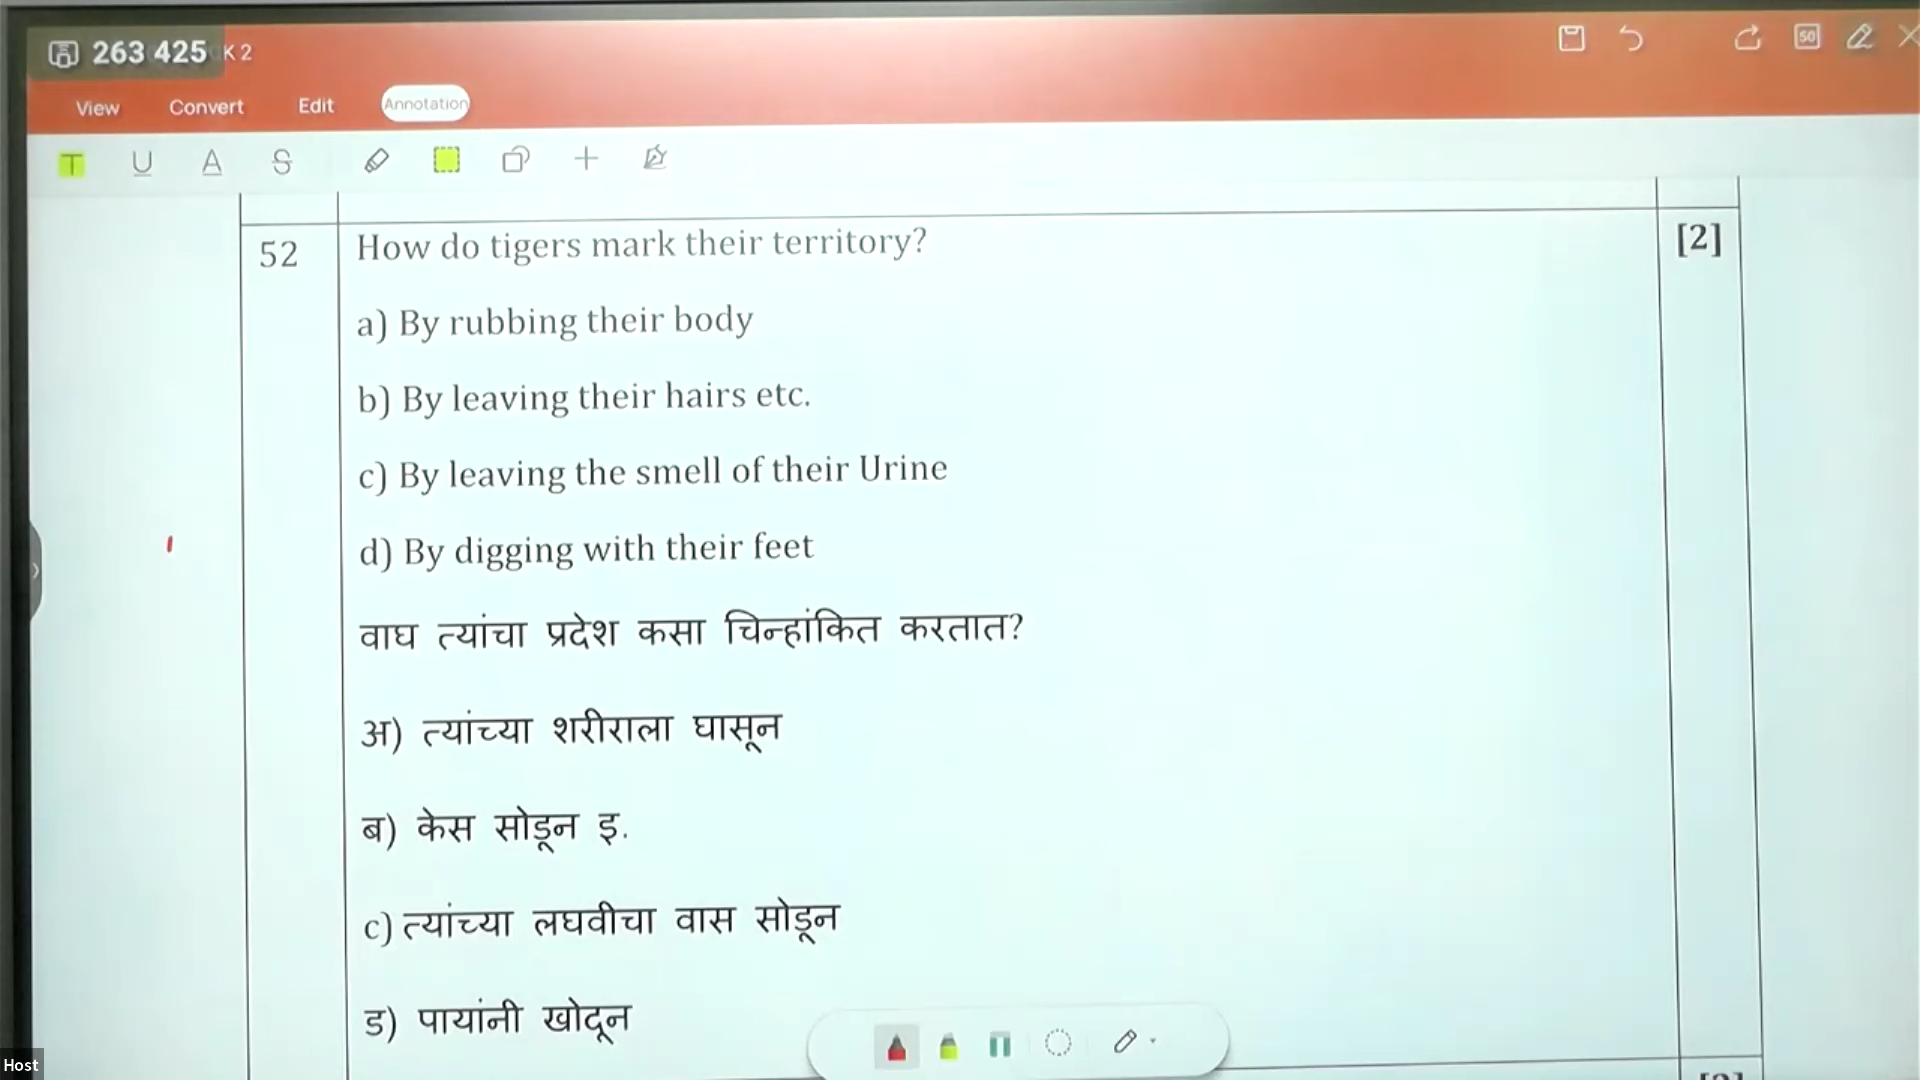 263 425 K 2
View Convert Edit Annotation
T U A S
50
52 How do tigers mark their territory? [2]
a) By rubbing their body
b) By leaving their hairs etc.
c) By leaving the smell of their Urine
d) By digging with their feet
वाघ त्यांचा प्रदेश कसा चिन्हांकित करतात?
अ) त्यांच्या शरीराला घासून
ब) केस सोडून इ.
c) त्यांच्या लघवीचा वास सोडून
ड) पायांनी खोदून
Host